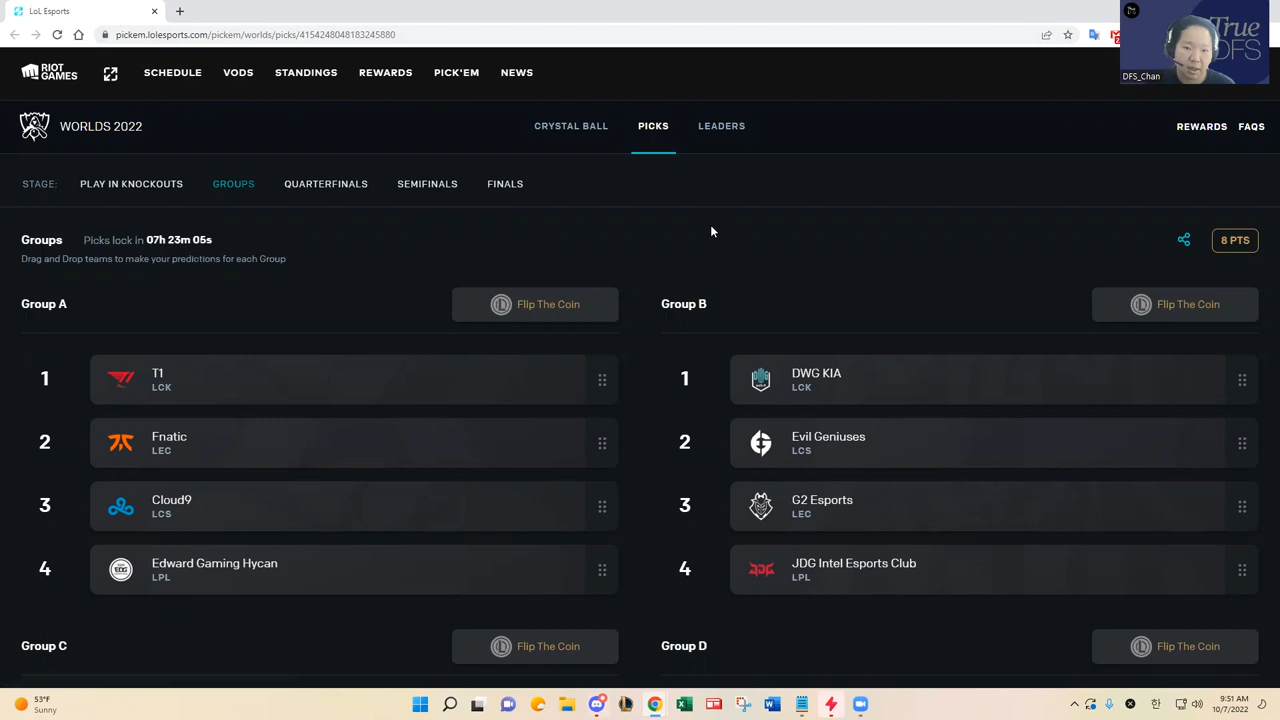 LoL Esports
pickem.lolesports.com/pickem/worlds/picks/4154248048183245880
True
DFS
DFS_Chan
RIOT
GAMES
SCHEDULE VODS STANDINGS REWARDS PICK'EM NEWS
WORLDS 2022
CRYSTAL BALL PICKS LEADERS
REWARDS FAQS
STAGE: PLAY IN KNOCKOUTS GROUPS QUARTERFINALS SEMIFINALS FINALS
Groups Picks lock in 07h 23m 05s
8 PTS
Drag and Drop teams to make your predictions for each Group
Group A Flip The Coin
1 T1
LCK
2 Fnatic
LEC
3 Cloud9
LCS
4 Edward Gaming Hycan
LPL
Group B Flip The Coin
1 DWG KIA
LCK
2 Evil Geniuses
LCS
3 G2 Esports
LEC
4 JDG Intel Esports Club
LPL
Group C Flip The Coin
Group D Flip The Coin
53°F
Sunny
한
9:51 AM
10/7/2022